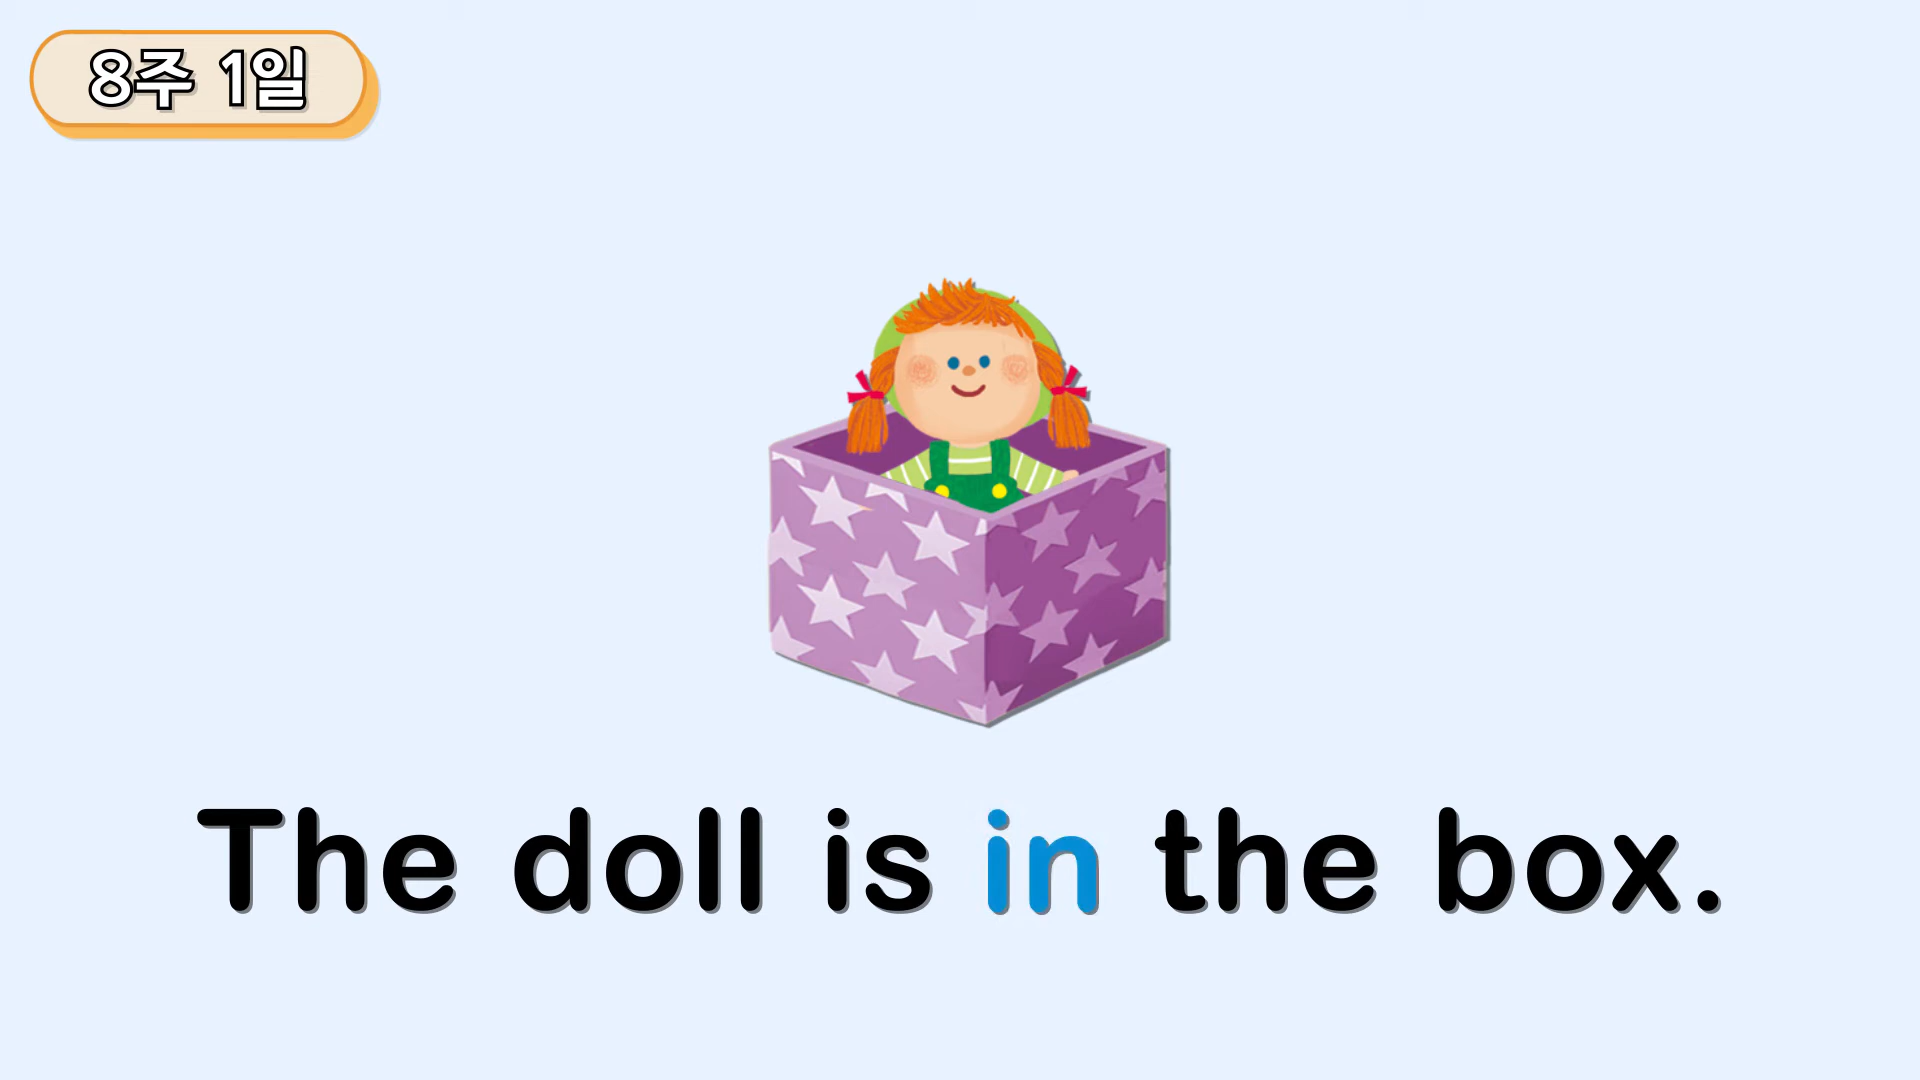 8주 1일
The doll is in the box.